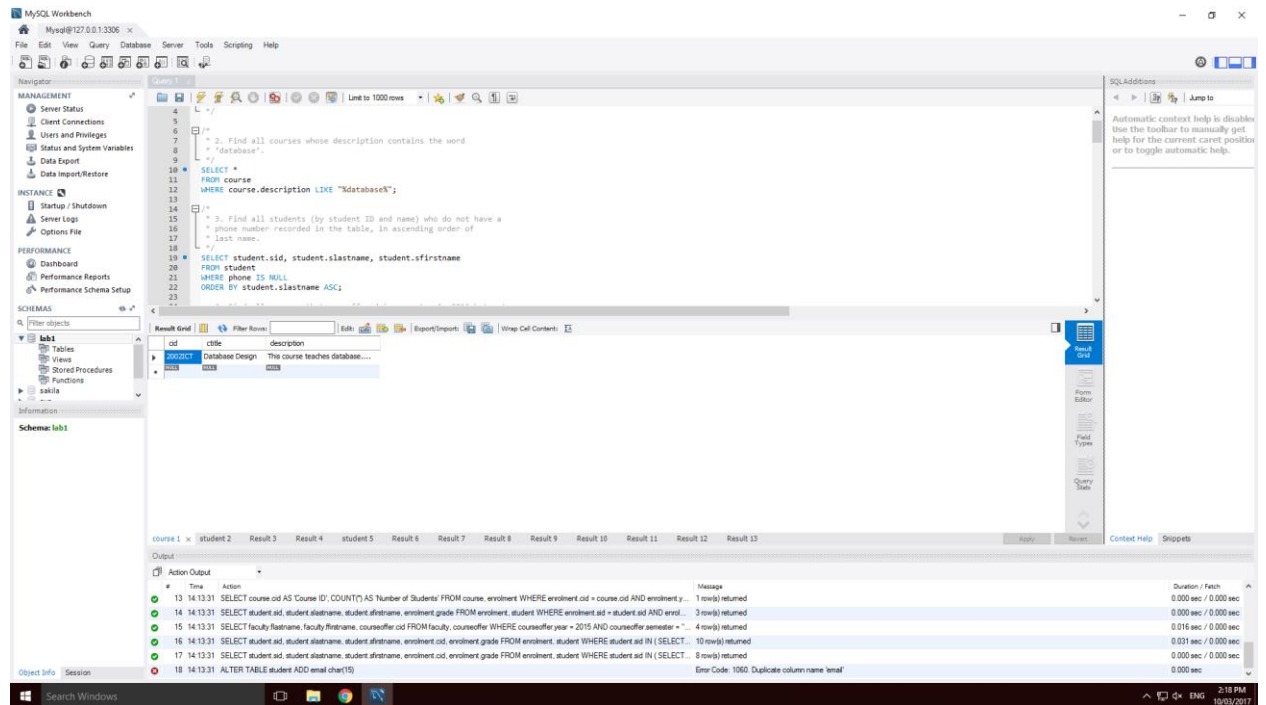 MySQL Workbench
Mysql@127.0.0.1:3306 ×
File Edit View Query Database Server Tools Scripting Help
Navigator
MANAGEMENT
Server Status
Client Connections
Users and Privileges
Status and System Variables
Data Export
Data Import/Restore
INSTANCE
Startup / Shutdown
Server Logs
Options File
PERFORMANCE
Dashboard
Performance Reports
Performance Schema Setup
SCHEMAS
Filter objects
lab1
Tables
Views
Stored Procedures
Functions
sakila
Information
Schema: lab1
Object Info Session
Query 1 ×
Limit to 1000 rows
4 */
5
6 /*
7 * 2. Find all courses whose description contains the word
8 * "database".
9 */
10 SELECT *
11 FROM course
12 WHERE course.description LIKE "%database%";
13
14 /*
15 * 3. Find all students (by student ID and name) who do not have a
16 * phone number recorded in the table, in ascending order of
17 * last name.
18 */
19 SELECT student.sid, student.slastname, student.sfirstname
20 FROM student
21 WHERE phone IS NULL
22 ORDER BY student.slastname ASC;
23
Result Grid Filter Rows: Edit: Export/Import: Wrap Cell Content:
cid ctitle description
2002ICT Database Design This course teaches database....
NULL NULL NULL
Result Grid
Form Editor
Field Types
Query Stats
course 1 × student 2 Result 3 Result 4 student 5 Result 6 Result 7 Result 8 Result 9 Result 10 Result 11 Result 12 Result 13
Apply Revert
SQLAdditions
Jump to
Automatic context help is disabled
Use the toolbar to manually get
help for the current caret position
or to toggle automatic help.
Context Help Snippets
Output
Action Output
# Time Action Message Duration / Fetch
13 14:13:31 SELECT course.cid AS 'Course ID', COUNT(*) AS 'Number of Students' FROM course, enrolment WHERE enrolment.cid = course.cid AND enrolment.y... 1 row(s) returned 0.000 sec / 0.000 sec
14 14:13:31 SELECT student.sid, student.slastname, student.sfirstname, enrolment.grade FROM enrolment, student WHERE enrolment.sid = student.sid AND enrol... 3 row(s) returned 0.000 sec / 0.000 sec
15 14:13:31 SELECT faculty.flastname, faculty.ffirstname, courseoffer.cid FROM faculty, courseoffer WHERE courseoffer.year = 2015 AND courseoffer.semester = "... 4 row(s) returned 0.016 sec / 0.000 sec
16 14:13:31 SELECT student.sid, student.slastname, student.sfirstname, enrolment.cid, enrolment.grade FROM enrolment, student WHERE student.sid IN ( SELECT... 10 row(s) returned 0.031 sec / 0.000 sec
17 14:13:31 SELECT student.sid, student.slastname, student.sfirstname, enrolment.cid, enrolment.grade FROM enrolment, student WHERE student.sid IN ( SELECT... 8 row(s) returned 0.000 sec / 0.000 sec
18 14:13:31 ALTER TABLE student ADD email char(15) Error Code: 1060. Duplicate column name 'email' 0.000 sec
Search Windows
ENG
2:18 PM
10/03/2017